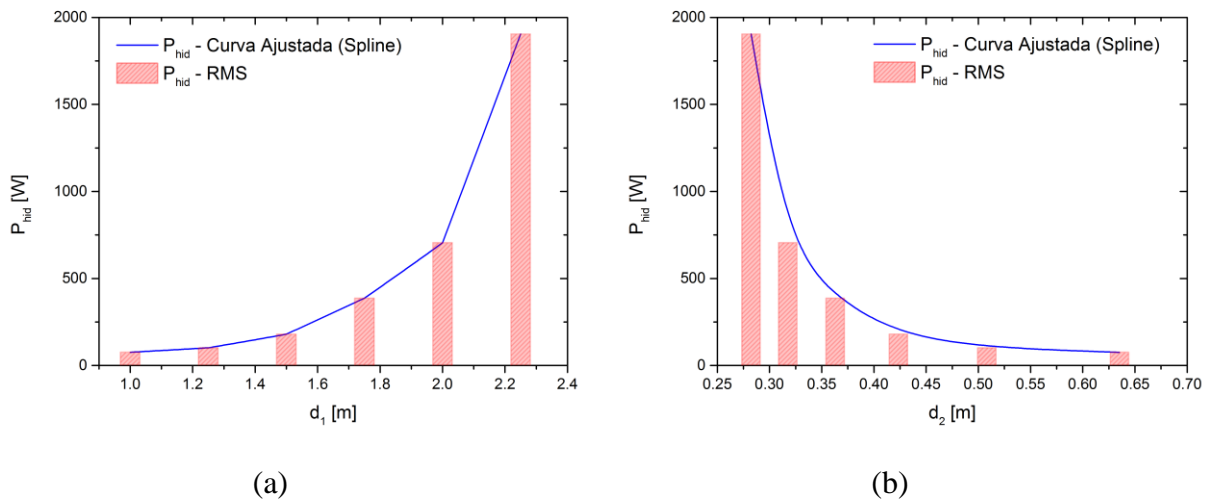 2000
1500
1000
500
0
P_hid [W]
P_hid - Curva Ajustada (Spline)
P_hid - RMS
1.0 1.2 1.4 1.6 1.8 2.0 2.2 2.4
d_1 [m]
(a)
2000
1500
1000
500
0
P_hid [W]
P_hid - Curva Ajustada (Spline)
P_hid - RMS
0.25 0.30 0.35 0.40 0.45 0.50 0.55 0.60 0.65 0.70
d_2 [m]
(b)